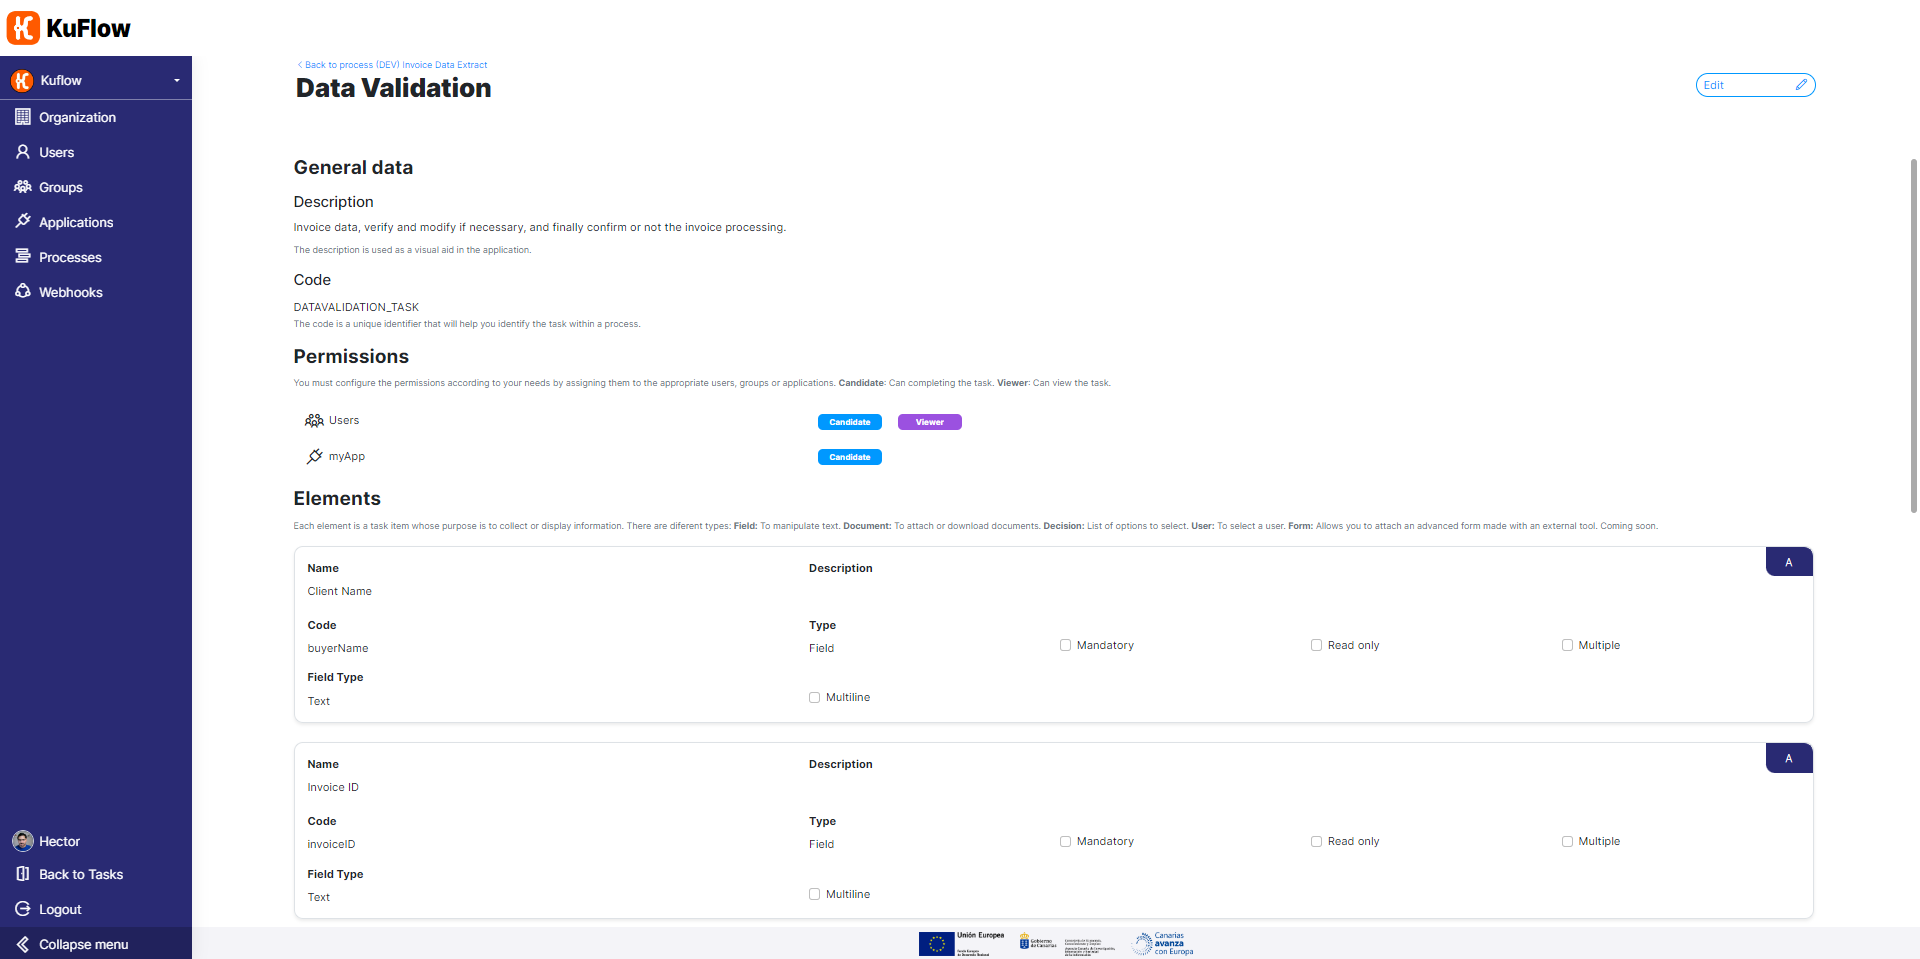 KuFlow
Kuflow
Organization
Users
Groups
Applications
Processes
Webhooks
Hector
Back to Tasks
Logout
Collapse menu
Back to process (DEV) Invoice Data Extract
Data Validation
Edit
General data
Description
Invoice data, verify and modify if necessary, and finally confirm or not the invoice processing.
The description is used as a visual aid in the application.
Code
DATAVALIDATION_TASK
The code is a unique identifier that will help you identify the task within a process.
Permissions
You must configure the permissions according to your needs by assigning them to the appropriate users, groups or applications. Candidate: Can completing the task. Viewer: Can view the task.
Users Candidate Viewer
myApp Candidate
Elements
Each element is a task item whose purpose is to collect or display information. There are diferent types: Field: To manipulate text. Document: To attach or download documents. Decision: List of options to select. User: To select a user. Form: Allows you to attach an advanced form made with an external tool. Coming soon.
Name Description A
Client Name
Code Type
buyerName Field Mandatory Read only Multiple
Field Type
Text Multiline
Name Description A
Invoice ID
Code Type
invoiceID Field Mandatory Read only Multiple
Field Type
Text Multiline
Unión Europea
Gobierno
de Canarias
Canarias
avanza
con Europa